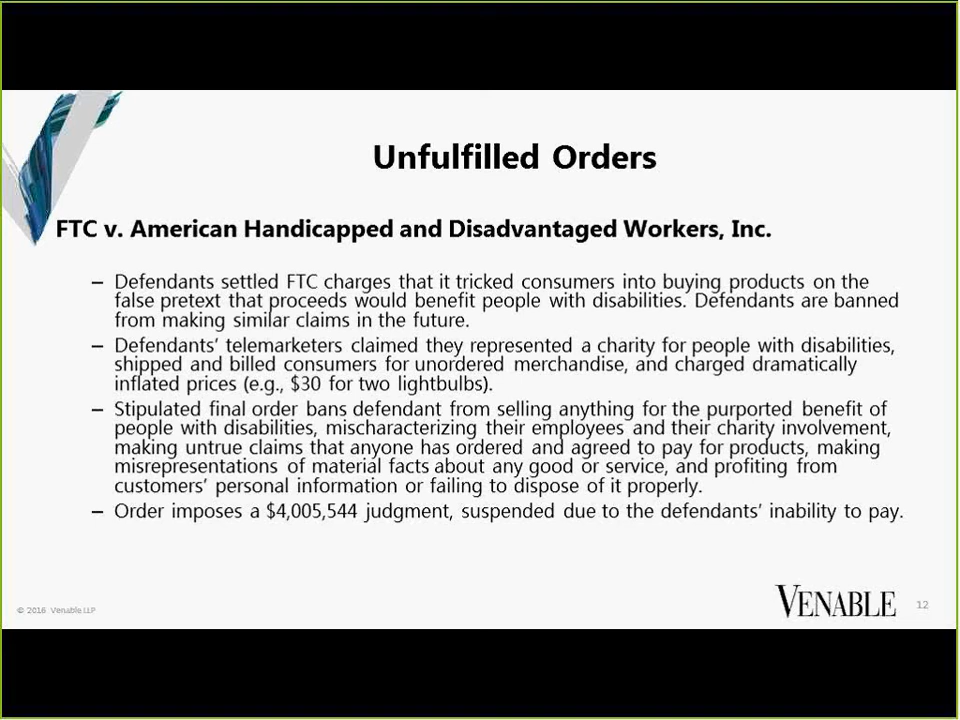 Unfulfilled Orders
FTC v. American Handicapped and Disadvantaged Workers, Inc.
– Defendants settled FTC charges that it tricked consumers into buying products on the
false pretext that proceeds would benefit people with disabilities. Defendants are banned
from making similar claims in the future.
– Defendants' telemarketers claimed they represented a charity for people with disabilities,
shipped and billed consumers for unordered merchandise, and charged dramatically
inflated prices (e.g., $30 for two lightbulbs).
– Stipulated final order bans defendant from selling anything for the purported benefit of
people with disabilities, mischaracterizing their employees and their charity involvement,
making untrue claims that anyone has ordered and agreed to pay for products, making
misrepresentations of material facts about any good or service, and profiting from
customers' personal information or failing to dispose of it properly.
– Order imposes a $4,005,544 judgment, suspended due to the defendants' inability to pay.
© 2016 Venable LLP
VENABLE
12